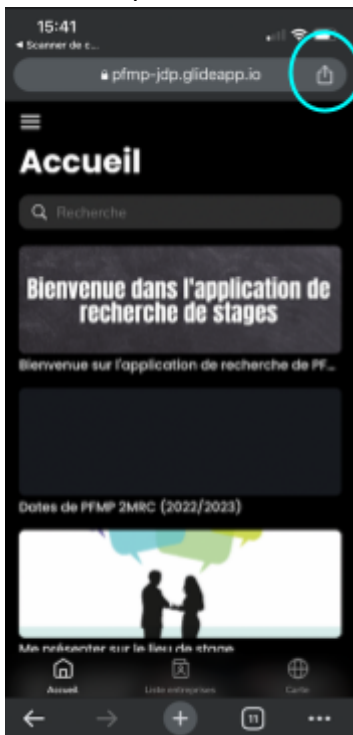 15:41
◀ Scanner de c...
pfmp-jdp.glideapp.io
Accueil
Recherche
Bienvenue dans l'application de
recherche de stages
Bienvenue sur l'application de recherche de PF...
Dates de PFMP 2MRC (2022/2023)
Me présenter sur le lieu de stage
Accueil
Liste entreprises
Carte
11